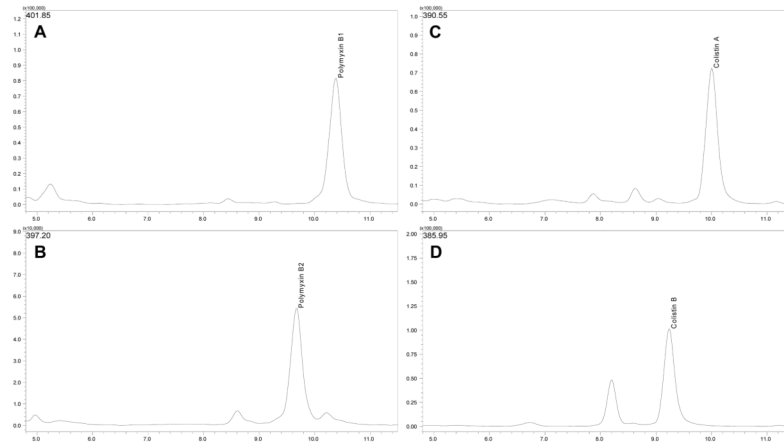 (x100,000)
401.85
A
Polymyxin B1
1.2
1.1
1.0
0.9
0.8
0.7
0.6
0.5
0.4
0.3
0.2
0.1
0.0
5.0 6.0 7.0 8.0 9.0 10.0 11.0
(x10,000)
397.20
B
Polymyxin B2
9.0
8.0
7.0
6.0
5.0
4.0
3.0
2.0
1.0
0.0
5.0 6.0 7.0 8.0 9.0 10.0 11.0
(x100,000)
390.55
C
Colistin A
1.0
0.9
0.8
0.7
0.6
0.5
0.4
0.3
0.2
0.1
0.0
5.0 6.0 7.0 8.0 9.0 10.0 11.0
(x100,000)
385.95
D
Colistin B
2.00
1.75
1.50
1.25
1.00
0.75
0.50
0.25
0.00
5.0 6.0 7.0 8.0 9.0 10.0 11.0